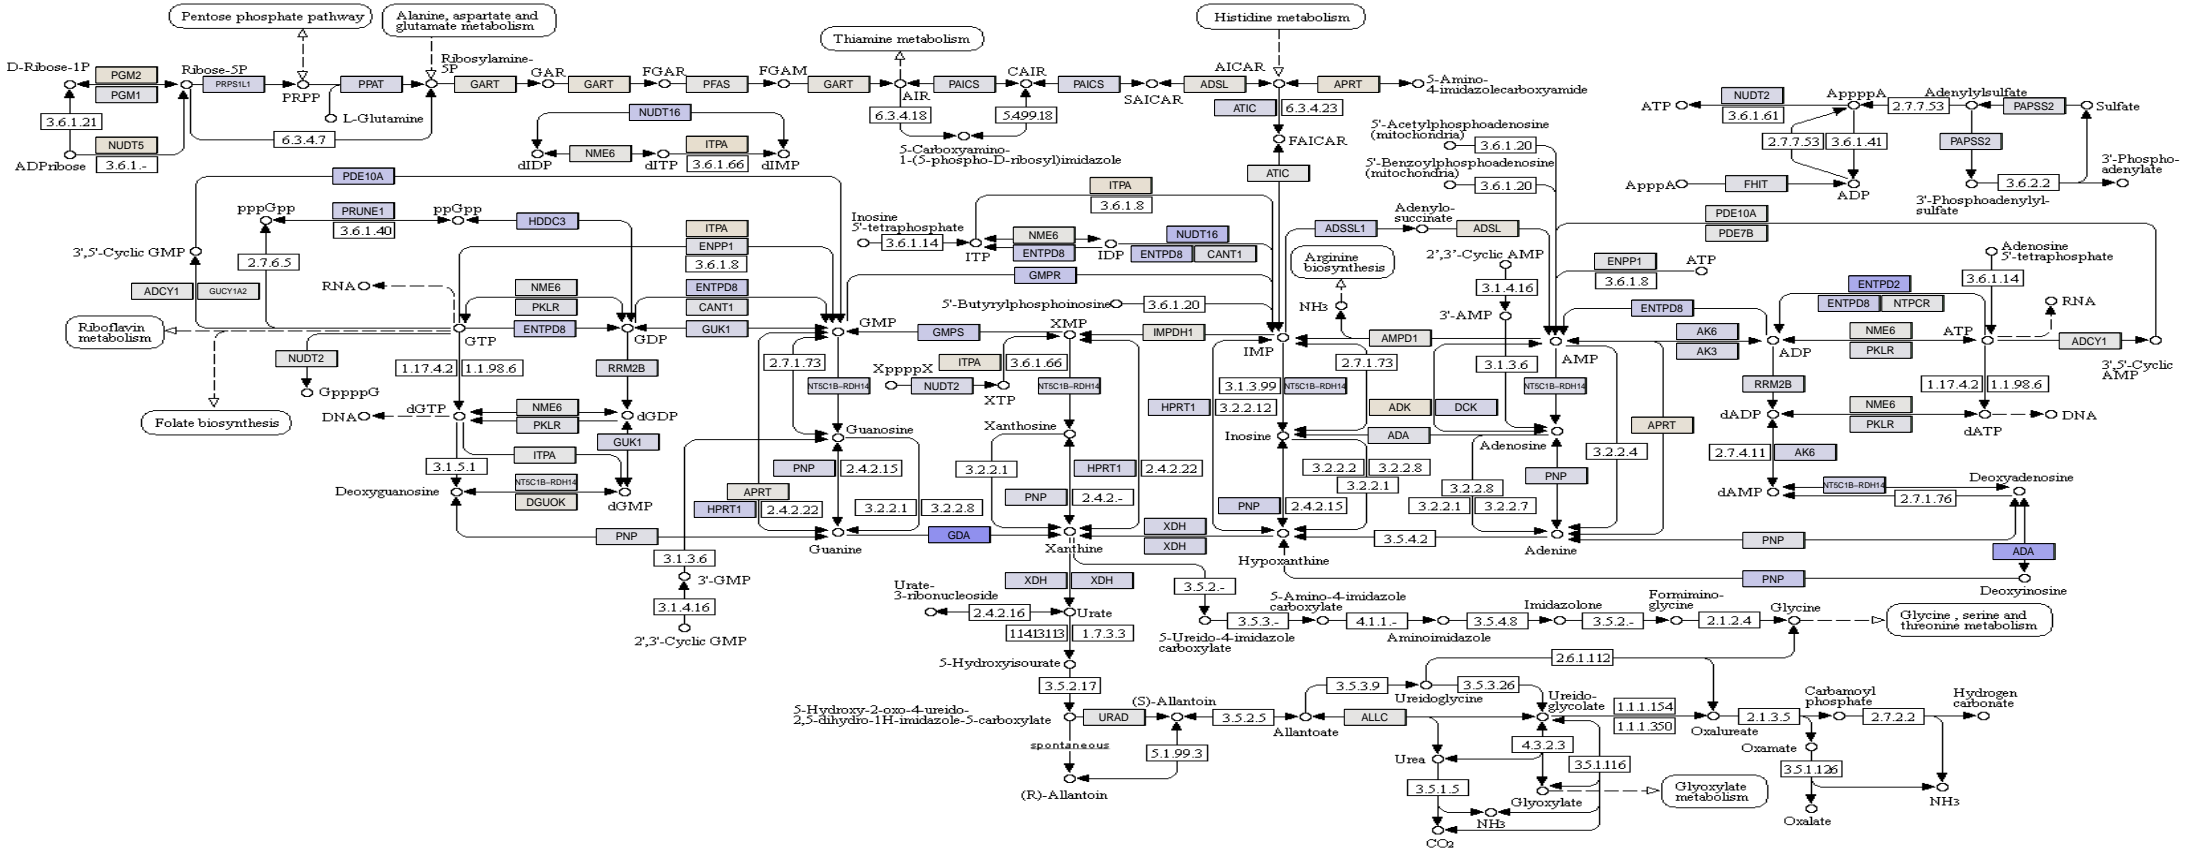 Pentose phosphate pathway
Alanine, aspartate and
glutamate metabolism
Histidine metabolism
Thiamine metabolism
D-Ribose-1P
PGM2
PGM1
Ribose-5P
PRPS1L1
PRPP
PPAT
Ribosylamine-
5P
GART
GAR
GART
FGAR
PFAS
FGAM
GART
AIR
PAICS
CAIR
PAICS
SAICAR
ADSL
AICAR
APRT
5-Amino-
4-imidazolecarboxyamide
3.6.1.21
L-Glutamine
6.3.4.7
NUDT5
3.6.1.-
ADPribose
NUDT16
dIDP
NME6
dITP
ITPA
3.6.1.66
dIMP
6.3.4.18
5.4.99.18
5-Carboxyamino-
1-(5-phospho-D-ribosyl)imidazole
ATIC
6.3.4.23
FAICAR
ATIC
5'-Acetylphosphoadenosine
(mitochondria)
3.6.1.20
5'-Benzoylphosphoadenosine
(mitochondria)
3.6.1.20
ATP
NUDT2
3.6.1.61
AppppA
2.7.7.53
Adenylylsulfate
PAPSS2
Sulfate
2.7.7.53
3.6.1.41
PAPSS2
ApppA
FHIT
ADP
3.6.2.2
3'-Phospho-
adenylate
3'-Phosphoadenylyl-
sulfate
PDE10A
pppGpp
PRUNE1
3.6.1.40
ppGpp
HDDC3
3',5'-Cyclic GMP
2.7.6.5
ITPA
ENPP1
3.6.1.8
ADCY1
GUCY1A2
RNA
NME6
PKLR
ENTPD8
ENTPD8
CANT1
GUK1
Riboflavin
metabolism
GTP
GDP
GMP
NUDT2
GppppG
1.17.4.2
1.1.98.6
RRM2B
Folate biosynthesis
DNA
dGTP
NME6
PKLR
dGDP
GUK1
ITPA
3.1.5.1
Deoxyguanosine
NT5C1B-RDH14
DGUOK
dGMP
PNP
ITPA
3.6.1.8
Inosine
5'-tetraphosphate
3.6.1.14
ITP
NME6
ENTPD8
IDP
NUDT16
ENTPD8
CANT1
GMPR
5'-Butyrylphosphoinosine
3.6.1.20
GMPS
XMP
IMPDH1
IMP
ADSSL1
Adenylo-
succinate
ADSL
Arginine
biosynthesis
NH3
AMPD1
2',3'-Cyclic AMP
3.1.4.16
3'-AMP
3.1.3.6
AMP
PDE10A
PDE7B
ENPP1
3.6.1.8
ATP
Adenosine
5'-tetraphosphate
3.6.1.14
ENTPD2
ENTPD8
NTPCR
RNA
ENTPD8
AK6
AK3
ADP
NME6
PKLR
ATP
ADCY1
3',5'-Cyclic
AMP
2.7.1.73
NT5C1B-RDH14
XppppX
NUDT2
ITPA
3.6.1.66
XTP
NT5C1B-RDH14
2.7.1.73
3.1.3.99
NT5C1B-RDH14
HPRT1
3.2.2.12
ADK
DCK
NT5C1B-RDH14
APRT
RRM2B
1.17.4.2
1.1.98.6
dADP
NME6
PKLR
dATP
DNA
2.7.4.11
AK6
dAMP
NT5C1B-RDH14
2.7.1.76
Deoxyadenosine
Guanosine
PNP
2.4.2.15
APRT
HPRT1
2.4.2.22
3.2.2.1
3.2.2.8
Guanine
GDA
Xanthosine
3.2.2.1
HPRT1
2.4.2.22
PNP
2.4.2.-
Xanthine
XDH
XDH
Inosine
ADA
Adenosine
3.2.2.2
3.2.2.8
3.2.2.1
PNP
2.4.2.15
Hypoxanthine
3.2.2.8
3.2.2.1
3.2.2.7
PNP
3.2.2.4
3.5.4.2
Adenine
PNP
ADA
PNP
Deoxyinosine
3.1.3.6
3'-GMP
3.1.4.16
2',3'-Cyclic GMP
XDH
XDH
Urate-
3-ribonucleoside
2.4.2.16
Urate
1.14.13.113
1.7.3.3
5-Hydroxyisourate
3.5.2.17
5-Hydroxy-2-oxo-4-ureido-
2,5-dihydro-1H-imidazole-5-carboxylate
3.5.2.-
5-Ureido-4-imidazole
carboxylate
3.5.3.-
5-Amino-4-imidazole
carboxylate
4.1.1.-
Aminoimidazole
3.5.4.8
Imidazolone
3.5.2.-
Formimino-
glycine
2.1.2.4
Glycine
Glycine , serine and
threonine metabolism
2.6.1.112
URAD
(S)-Allantoin
3.5.2.5
Allantoate
3.5.3.9
Ureidoglycine
3.5.3.26
Ureido-
glycolate
ALLC
1.1.1.154
1.1.1.350
Oxalureate
2.1.3.5
Carbamoyl
phosphate
2.7.2.2
Hydrogen
carbonate
spontaneous
5.1.99.3
(R)-Allantoin
Urea
4.3.2.3
3.5.1.116
3.5.1.5
Glyoxylate
Glyoxylate
metabolism
NH3
CO2
Oxamate
3.5.1.126
Oxalate
NH3